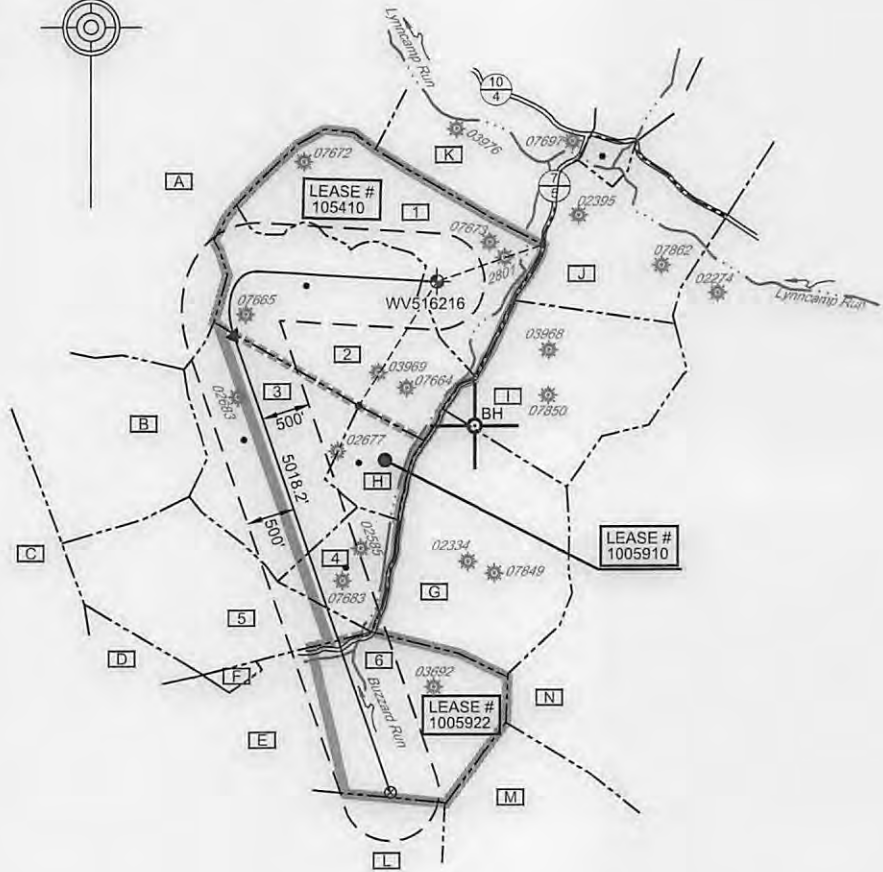 Lynncamp Run
10
4
03976
07697
K
07672
A
LEASE #
105410
7
8
02395
1
07673
2801
J
07862
02274
WV516216
Lynncamp Run
07665
03968
2
03969
07664
3
02683
I
07850
B
500'
BH
02677
5018.2'
H
500'
LEASE #
1005910
C
02585
02334
4
07849
07683
G
5
D
6
F
03692
N
LEASE #
1005922
Buzzard Run
E
M
L